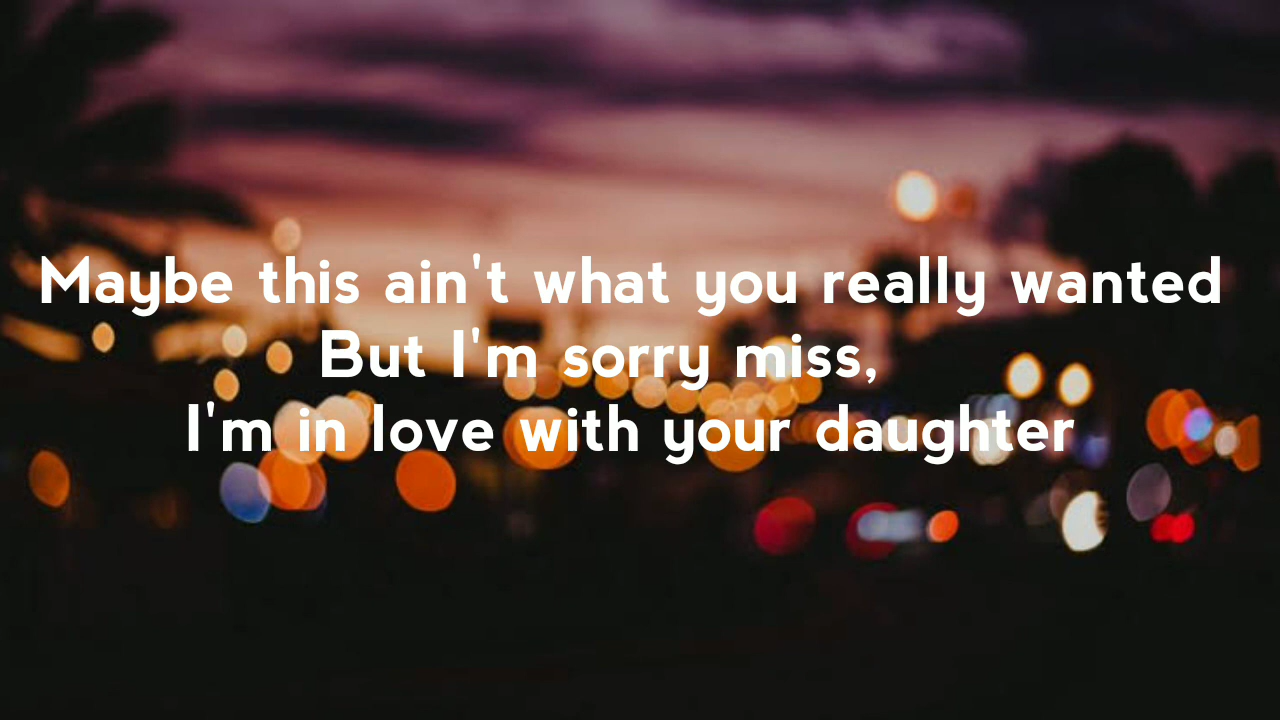 Maybe this ain't what you really wanted
But I'm sorry miss,
I'm in love with your daughter